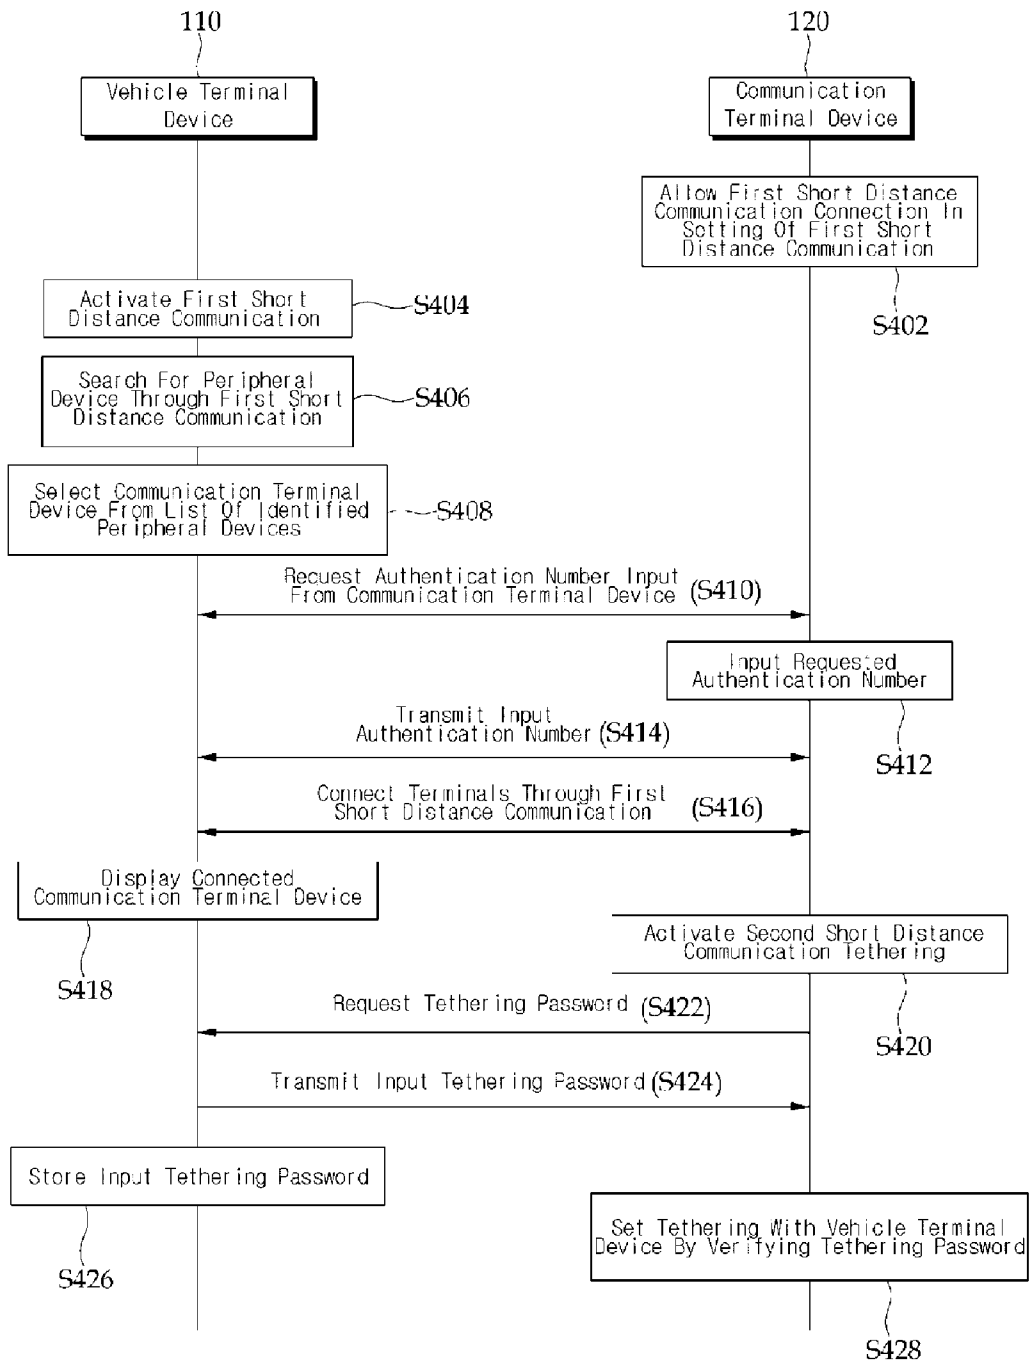 110
120
Vehicle Terminal
Device
Communication
Terminal Device
Allow First Short Distance
Communication Connection In
Setting Of First Short
Distance Communication
S402
Activate First Short
Distance Communication
S404
Search For Peripheral
Device Through First Short
Distance Communication
S406
Select Communication Terminal
Device From List Of Identified
Peripheral Devices
S408
Request Authentication Number Input
From Communication Terminal Device (S410)
Input Requested
Authentication Number
S412
Transmit Input
Authentication Number (S414)
Connect Terminals Through First
Short Distance Communication (S416)
Display Connected
Communication Terminal Device
S418
Activate Second Short Distance
Communication Tethering
S420
Request Tethering Password (S422)
Transmit Input Tethering Password (S424)
Store Input Tethering Password
S426
Set Tethering With Vehicle Terminal
Device By Verifying Tethering Password
S428